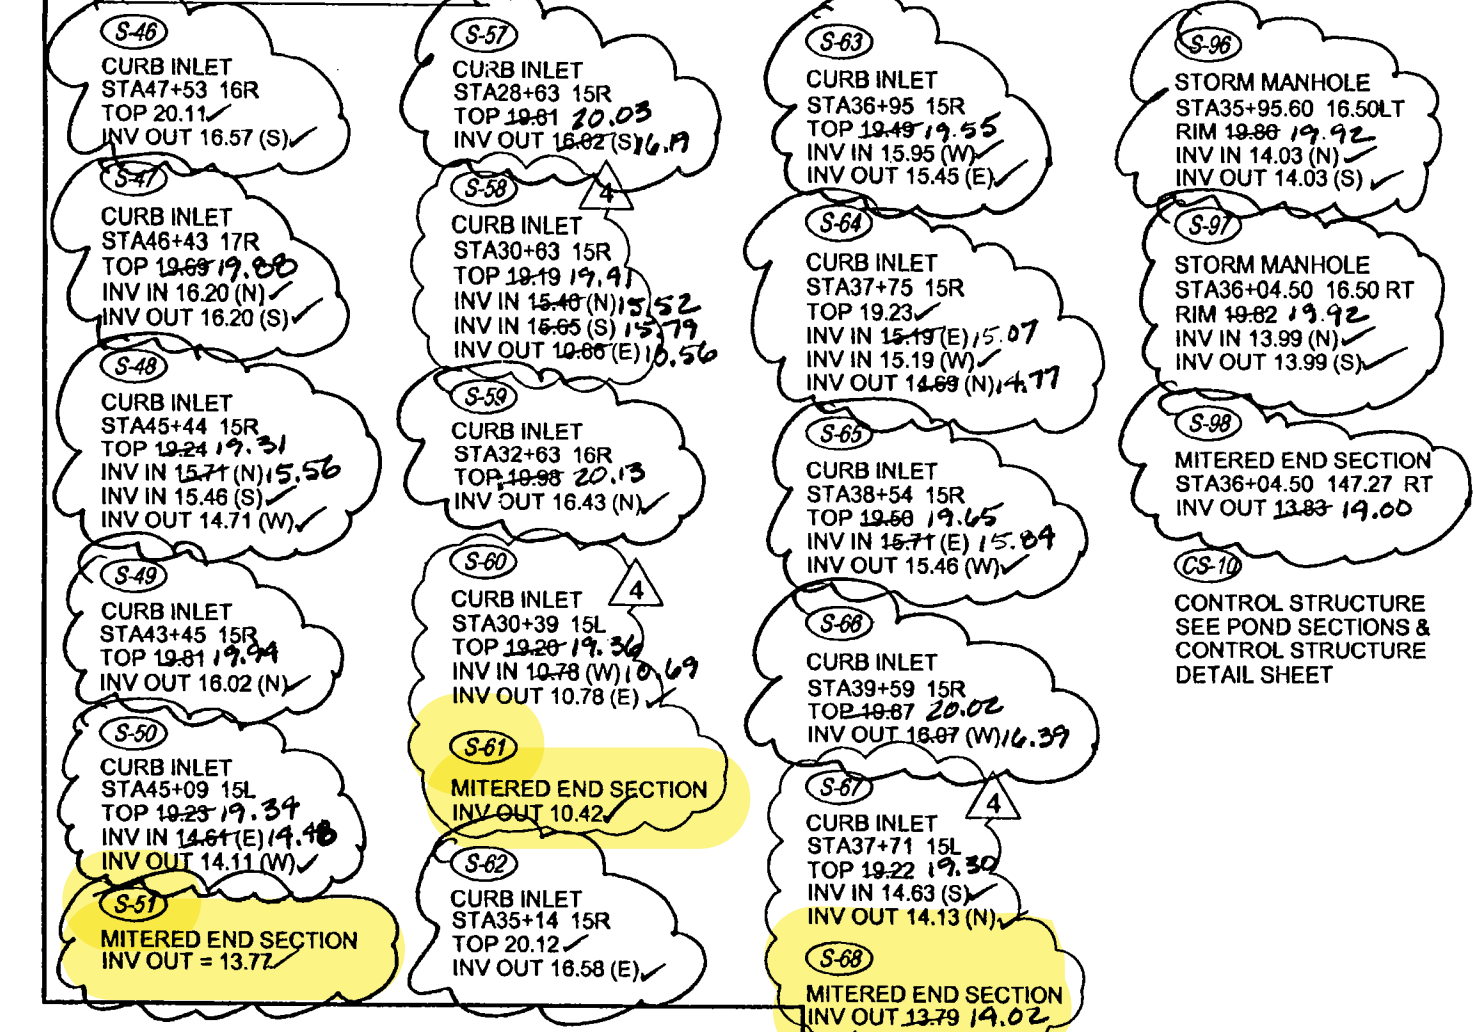 S-46
CURB INLET
STA47+53 16R
TOP 20.11✓
INV OUT 16.57 (S)✓
S-47
CURB INLET
STA46+43 17R
TOP 19.69 19.88
INV IN 16.20 (N)✓
INV OUT 16.20 (S)✓
S-48
CURB INLET
STA45+44 15R
TOP 19.24 19.31
INV IN 15.71 (N) 15.56
INV IN 15.46 (S)✓
INV OUT 14.71 (W)✓
S-49
CURB INLET
STA43+45 15R
TOP 19.81 19.94
INV OUT 16.02 (N)✓
S-50
CURB INLET
STA45+09 15L
TOP 19.23 19.34
INV IN 14.61 (E) 14.48
INV OUT 14.11 (W)✓
S-51
MITERED END SECTION
INV OUT = 13.77✓
S-57
CURB INLET
STA28+63 15R
TOP 19.81 20.03
INV OUT 16.02 (S) 16.19
S-58
4
CURB INLET
STA30+63 15R
TOP 19.19 19.41
INV IN 15.40 (N) 15.52
INV IN 15.65 (S) 15.79
INV OUT 10.86 (E) 10.56
S-59
CURB INLET
STA32+63 16R
TOP 19.98 20.13
INV OUT 16.43 (N)✓
S-60
4
CURB INLET
STA30+39 15L
TOP 19.20 19.36
INV IN 10.78 (W) 10.69
INV OUT 10.78 (E)✓
S-61
MITERED END SECTION
INV OUT 10.42✓
S-62
CURB INLET
STA35+14 15R
TOP 20.12✓
INV OUT 16.58 (E)✓
S-63
CURB INLET
STA36+95 15R
TOP 19.49 19.55
INV IN 15.95 (W)✓
INV OUT 15.45 (E)✓
S-64
CURB INLET
STA37+75 15R
TOP 19.23✓
INV IN 15.19 (E) 15.07
INV IN 15.19 (W)✓
INV OUT 14.69 (N) 14.77
S-65
CURB INLET
STA38+54 15R
TOP 19.50 19.65
INV IN 15.71 (E) 15.84
INV OUT 15.46 (W)✓
S-66
CURB INLET
STA39+59 15R
TOP 19.87 20.02
INV OUT 16.07 (W) 16.39
S-67
4
CURB INLET
STA37+71 15L
TOP 19.22 19.30
INV IN 14.63 (S)✓
INV OUT 14.13 (N)✓
S-68
MITERED END SECTION
INV OUT 13.79 14.02
S-96
STORM MANHOLE
STA35+95.60 16.50LT
RIM 19.80 19.92
INV IN 14.03 (N)✓
INV OUT 14.03 (S)✓
S-97
STORM MANHOLE
STA36+04.50 16.50 RT
RIM 19.82 19.92
INV IN 13.99 (N)✓
INV OUT 13.99 (S)✓
S-98
MITERED END SECTION
STA36+04.50 147.27 RT
INV OUT 13.83 14.00
CS-10
CONTROL STRUCTURE
SEE POND SECTIONS &
CONTROL STRUCTURE
DETAIL SHEET